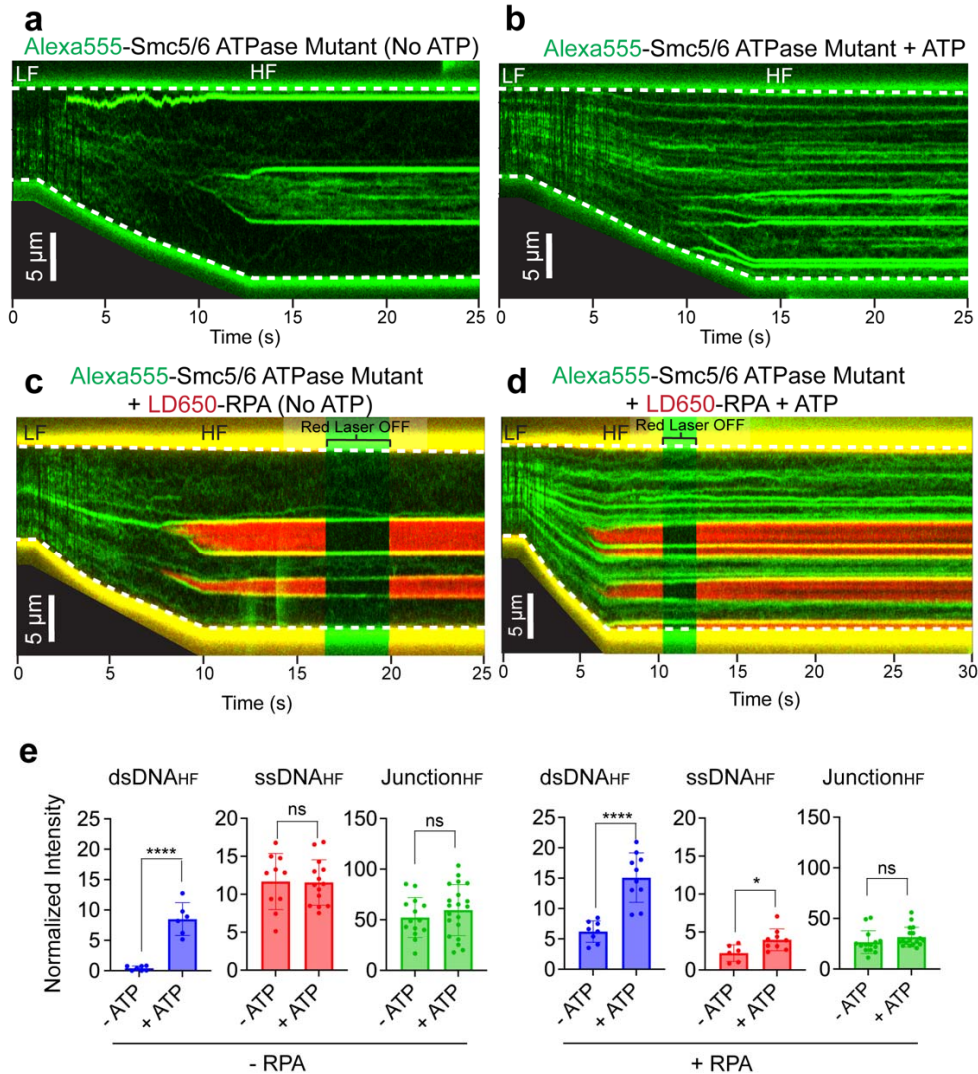 a
Alexa555-Smc5/6 ATPase Mutant (No ATP)
LF
HF
5 µm
0 5 10 15 20 25
Time (s)
b
Alexa555-Smc5/6 ATPase Mutant + ATP
LF
HF
5 µm
0 5 10 15 20 25
Time (s)
c
Alexa555-Smc5/6 ATPase Mutant
+ LD650-RPA (No ATP)
LF
HF
Red Laser OFF
5 µm
0 5 10 15 20 25
Time (s)
d
Alexa555-Smc5/6 ATPase Mutant
+ LD650-RPA + ATP
LF
HF
Red Laser OFF
5 µm
0 5 10 15 20 25 30
Time (s)
e
Normalized Intensity
dsDNAHF
25
20
15
10
5
0
****
- ATP
+ ATP
ssDNAHF
20
15
10
5
0
ns
- ATP
+ ATP
JunctionHF
150
100
50
0
ns
- ATP
+ ATP
- RPA
dsDNAHF
25
20
15
10
5
0
****
- ATP
+ ATP
ssDNAHF
20
15
10
5
0
*
- ATP
+ ATP
JunctionHF
150
100
50
0
ns
- ATP
+ ATP
+ RPA